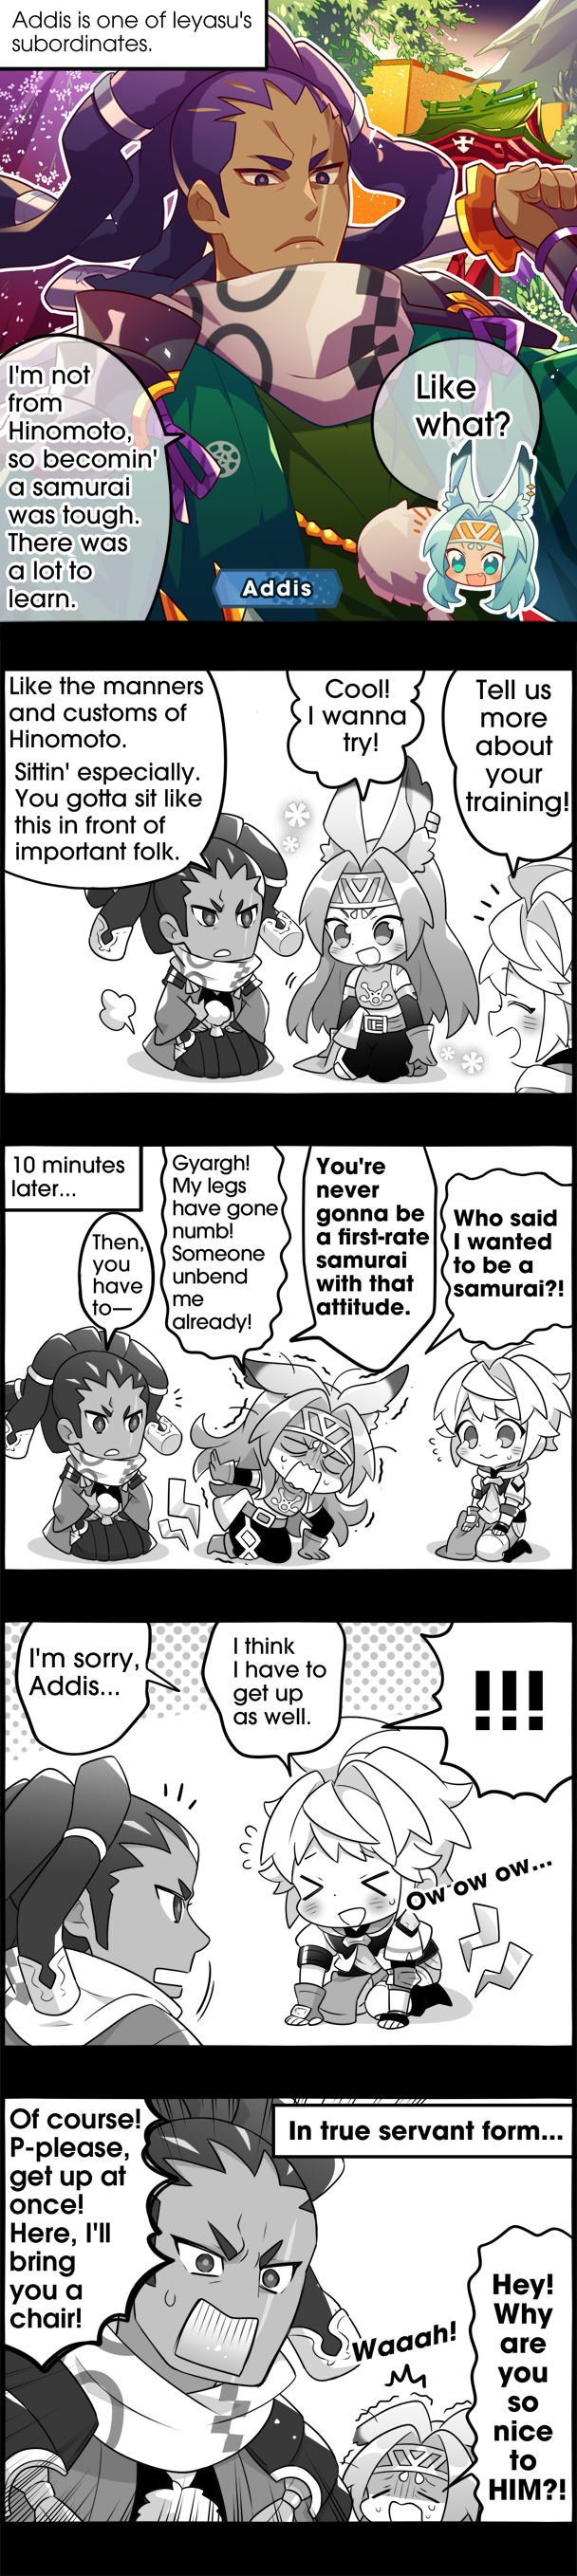 Addis is one of Ieyasu's
subordinates.
I'm not
from
Hinomoto,
so becomin'
a samurai
was tough.
There was
a lot to
learn.
Like
what?
Addis
Like the manners
and customs of
Hinomoto.
Sittin' especially.
You gotta sit like
this in front of
important folk.
Cool!
I wanna
try!
Tell us
more
about
your
training!
10 minutes
later...
Then,
you
have
to—
Gyargh!
My legs
have gone
numb!
Someone
unbend
me
already!
You're
never
gonna be
a first-rate
samurai
with that
attitude.
Who said
I wanted
to be a
samurai?!
I'm sorry,
Addis...
I think
I have to
get up
as well.
!!!
Ow ow ow...
In true servant form...
Of course!
P-please,
get up at
once!
Here, I'll
bring
you a
chair!
Waaah!
Hey!
Why
are
you
so
nice
to
HIM?!